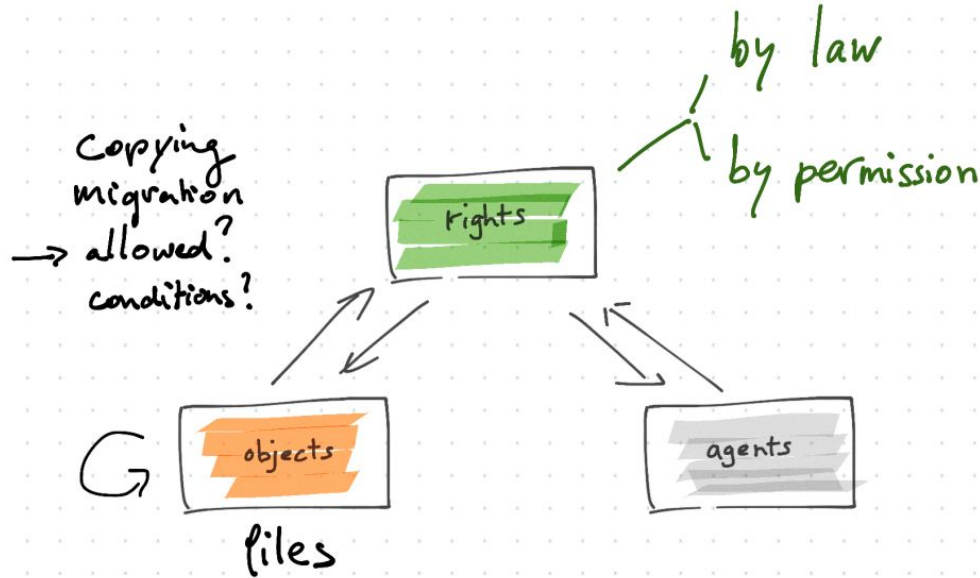 by law
by permission
Copying
migration
→ allowed?
conditions?
rights
objects
agents
files